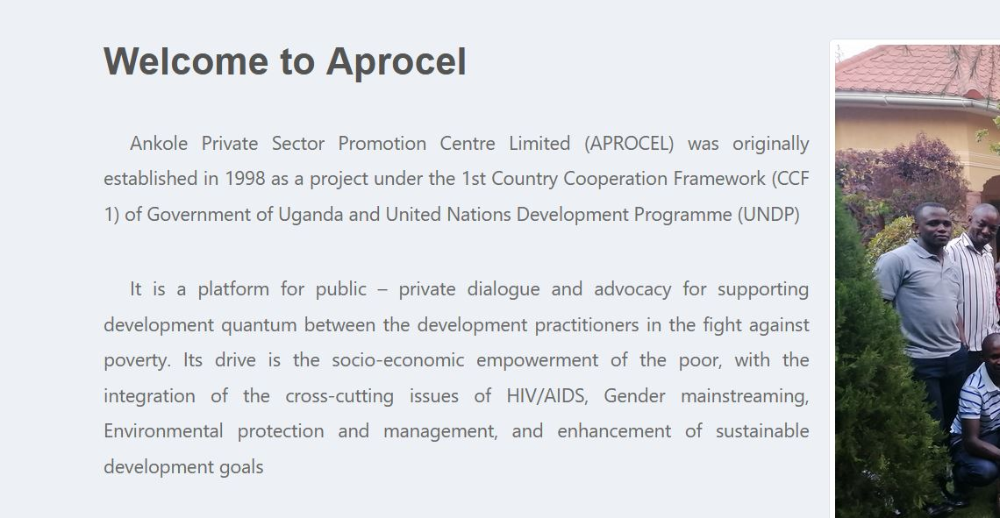 Welcome to Aprocel
Ankole Private Sector Promotion Centre Limited (APROCEL) was originally
established in 1998 as a project under the 1st Country Cooperation Framework (CCF
1) of Government of Uganda and United Nations Development Programme (UNDP)
It is a platform for public – private dialogue and advocacy for supporting
development quantum between the development practitioners in the fight against
poverty. Its drive is the socio-economic empowerment of the poor, with the
integration of the cross-cutting issues of HIV/AIDS, Gender mainstreaming,
Environmental protection and management, and enhancement of sustainable
development goals